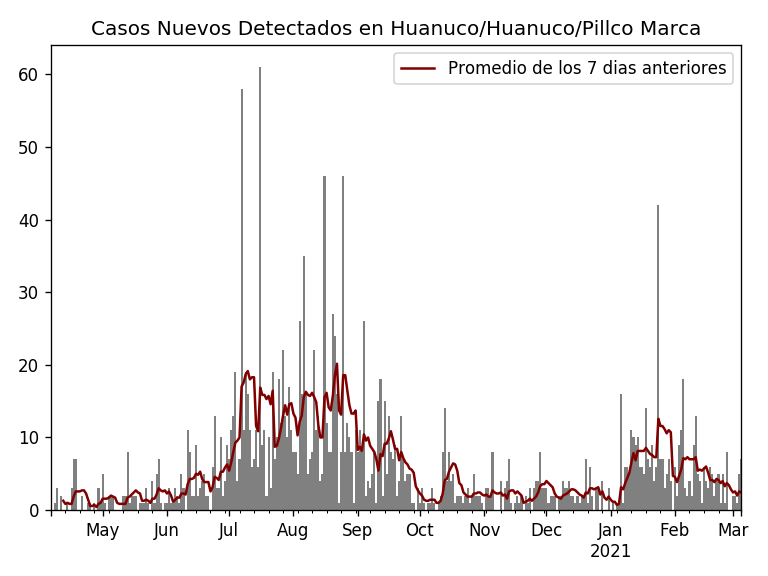 Casos Nuevos Detectados en Huanuco/Huanuco/Pillco Marca
Promedio de los 7 dias anteriores
60
50
40
30
20
10
0
May Jun Jul Aug Sep Oct Nov Dec Jan Feb Mar
2021